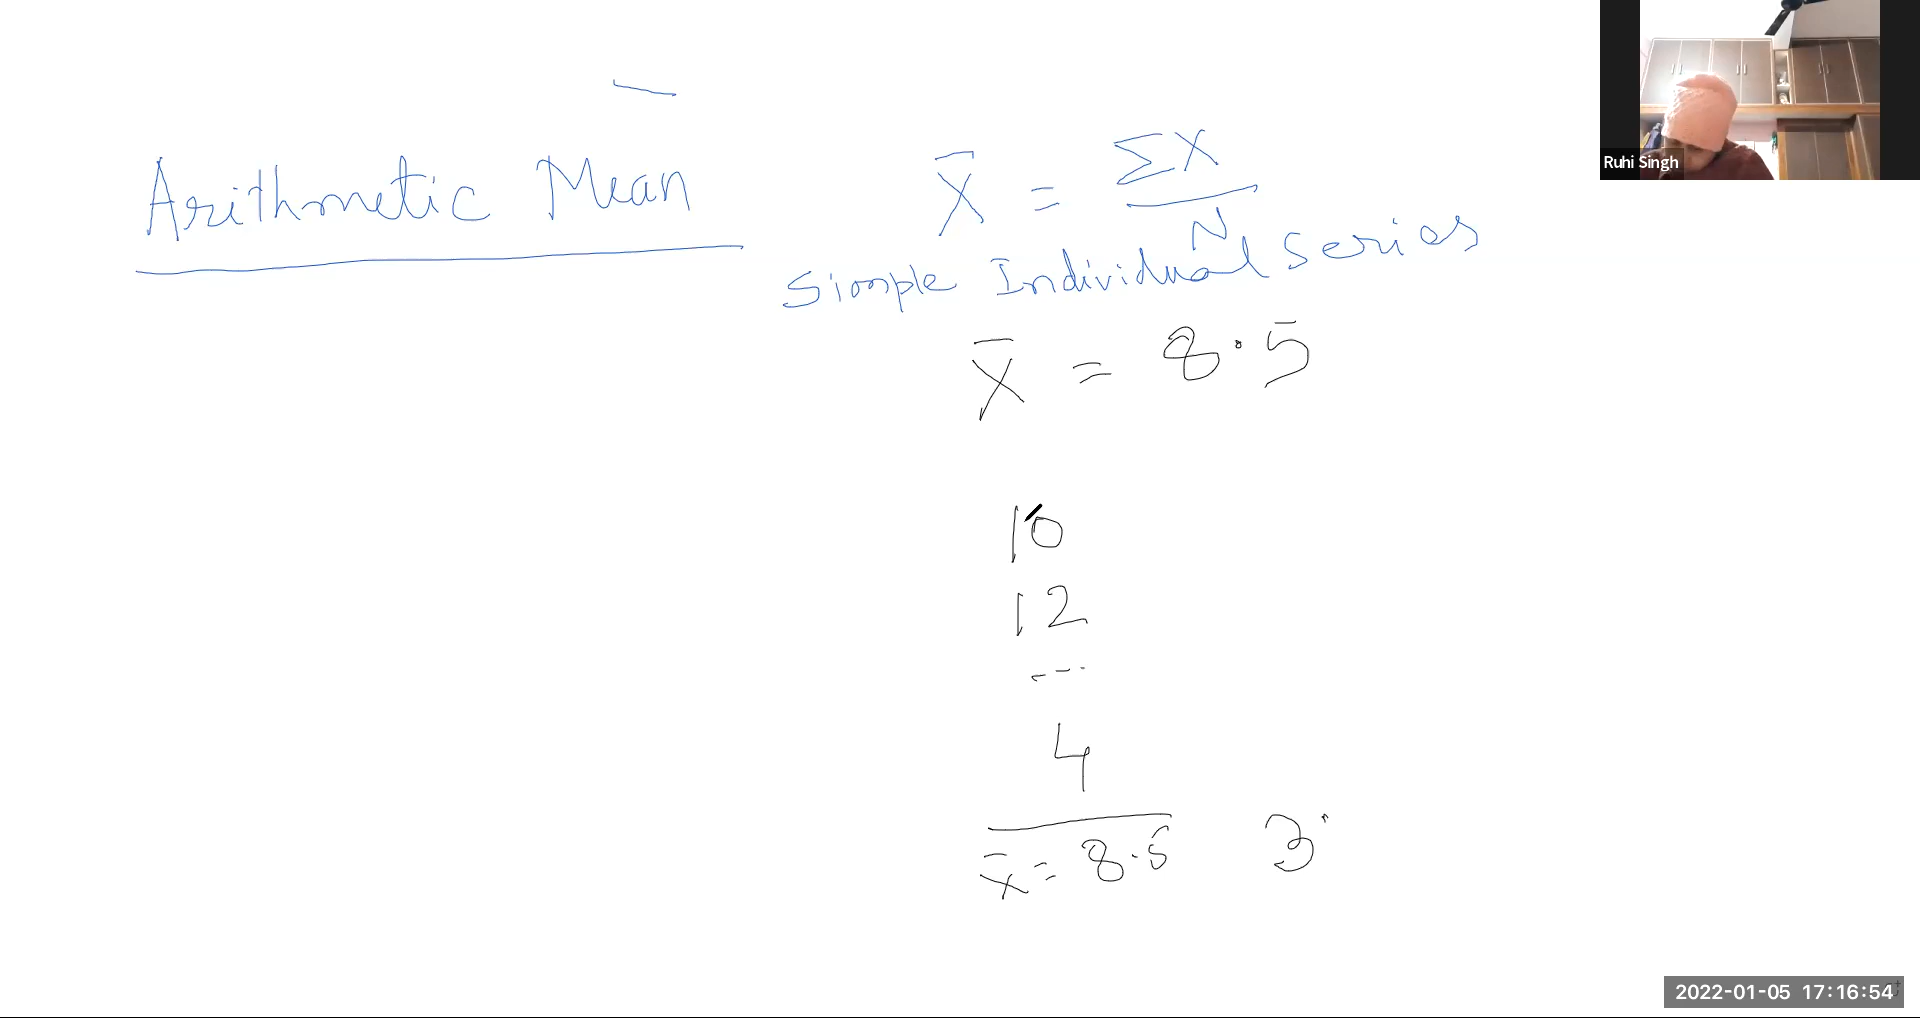 Arithmetic Mean
X̄ = ΣX / N
Simple Individual Series
X̄ = 8.5
10
12
---
4
x̄ = 8.5
3
Ruhi Singh
2022-01-05 17:16:54